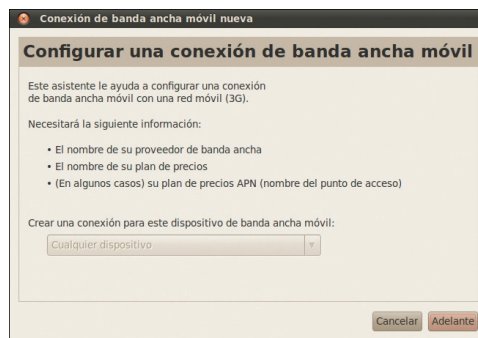 Conexión de banda ancha móvil nueva
Configurar una conexión de banda ancha móvil
Este asistente le ayuda a configurar una conexión
de banda ancha móvil con una red móvil (3G).
Necesitará la siguiente información:
• El nombre de su proveedor de banda ancha
• El nombre de su plan de precios
• (En algunos casos) su plan de precios APN (nombre del punto de acceso)
Crear una conexión para este dispositivo de banda ancha móvil:
Cualquier dispositivo
Cancelar Adelante